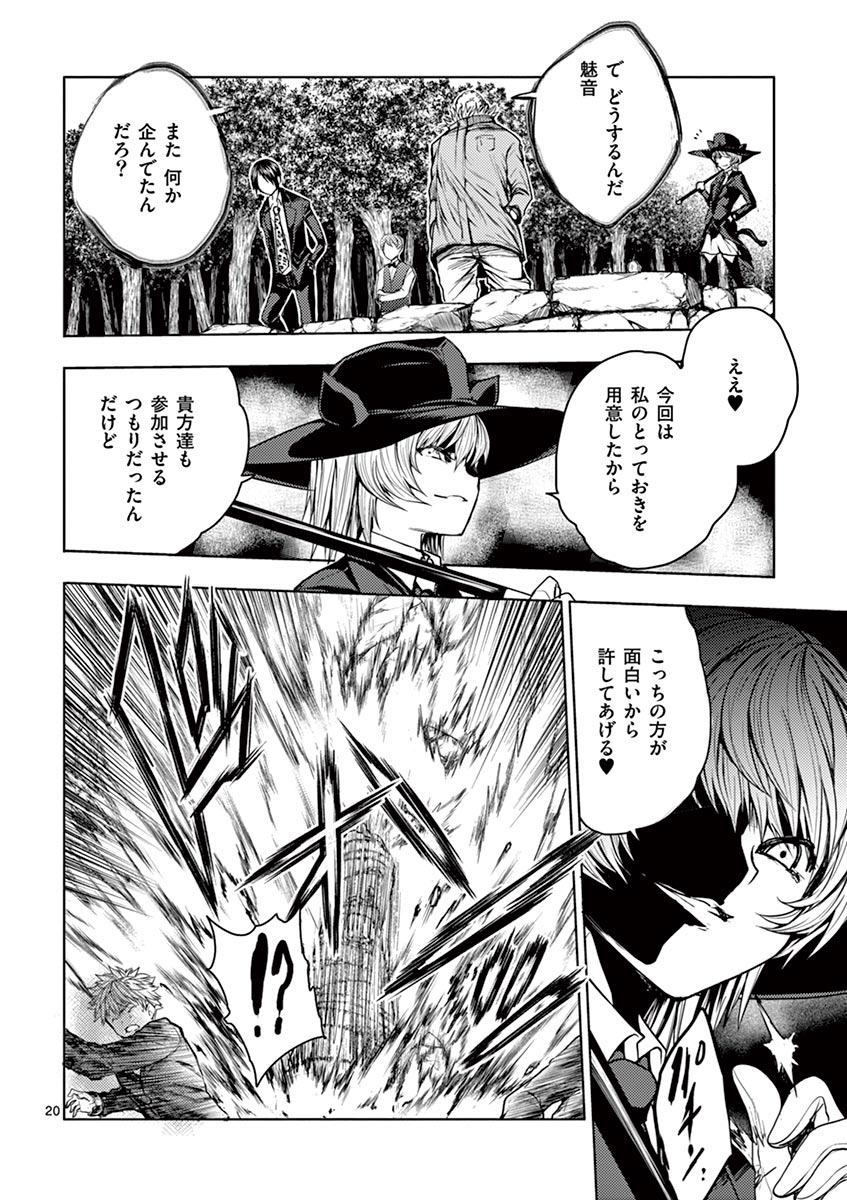 で どうするんだ
魅音
また 何か
企んでたん
だろ?
ええ♥
今回は
私のとっておきを
用意したから
貴方達も
参加させる
つもりだったん
だけど
こっちの方が
面白いから
許してあげる♥
パチン
!?
20